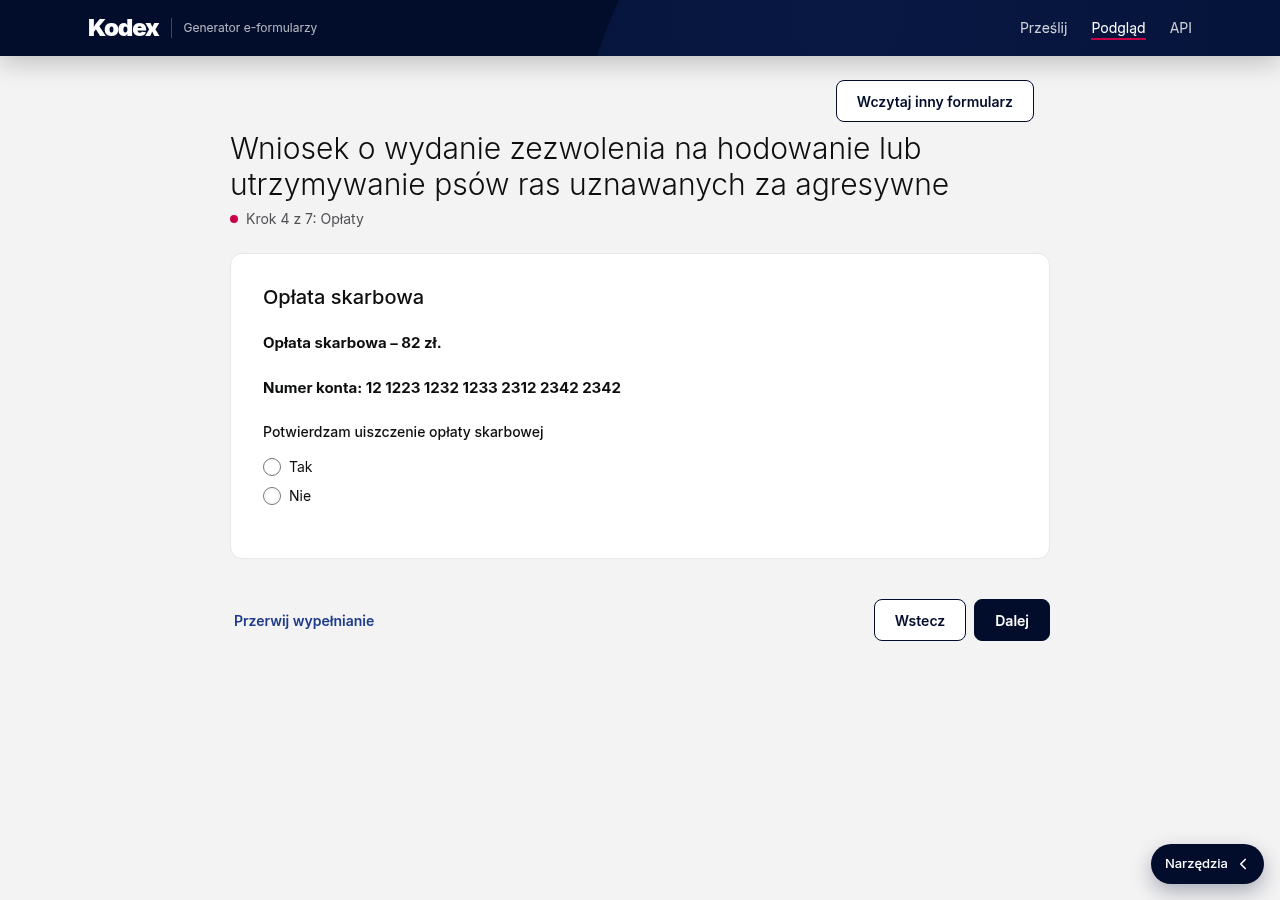 Kodex
Generator e-formularzy
Prześlij
Podgląd
API
Wczytaj inny formularz
Wniosek o wydanie zezwolenia na hodowanie lub
utrzymywanie psów ras uznawanych za agresywne
Krok 4 z 7: Opłaty
Opłata skarbowa
Opłata skarbowa – 82 zł.
Numer konta: 12 1223 1232 1233 2312 2342 2342
Potwierdzam uiszczenie opłaty skarbowej
Tak
Nie
Przerwij wypełnianie
Wstecz
Dalej
Narzędzia